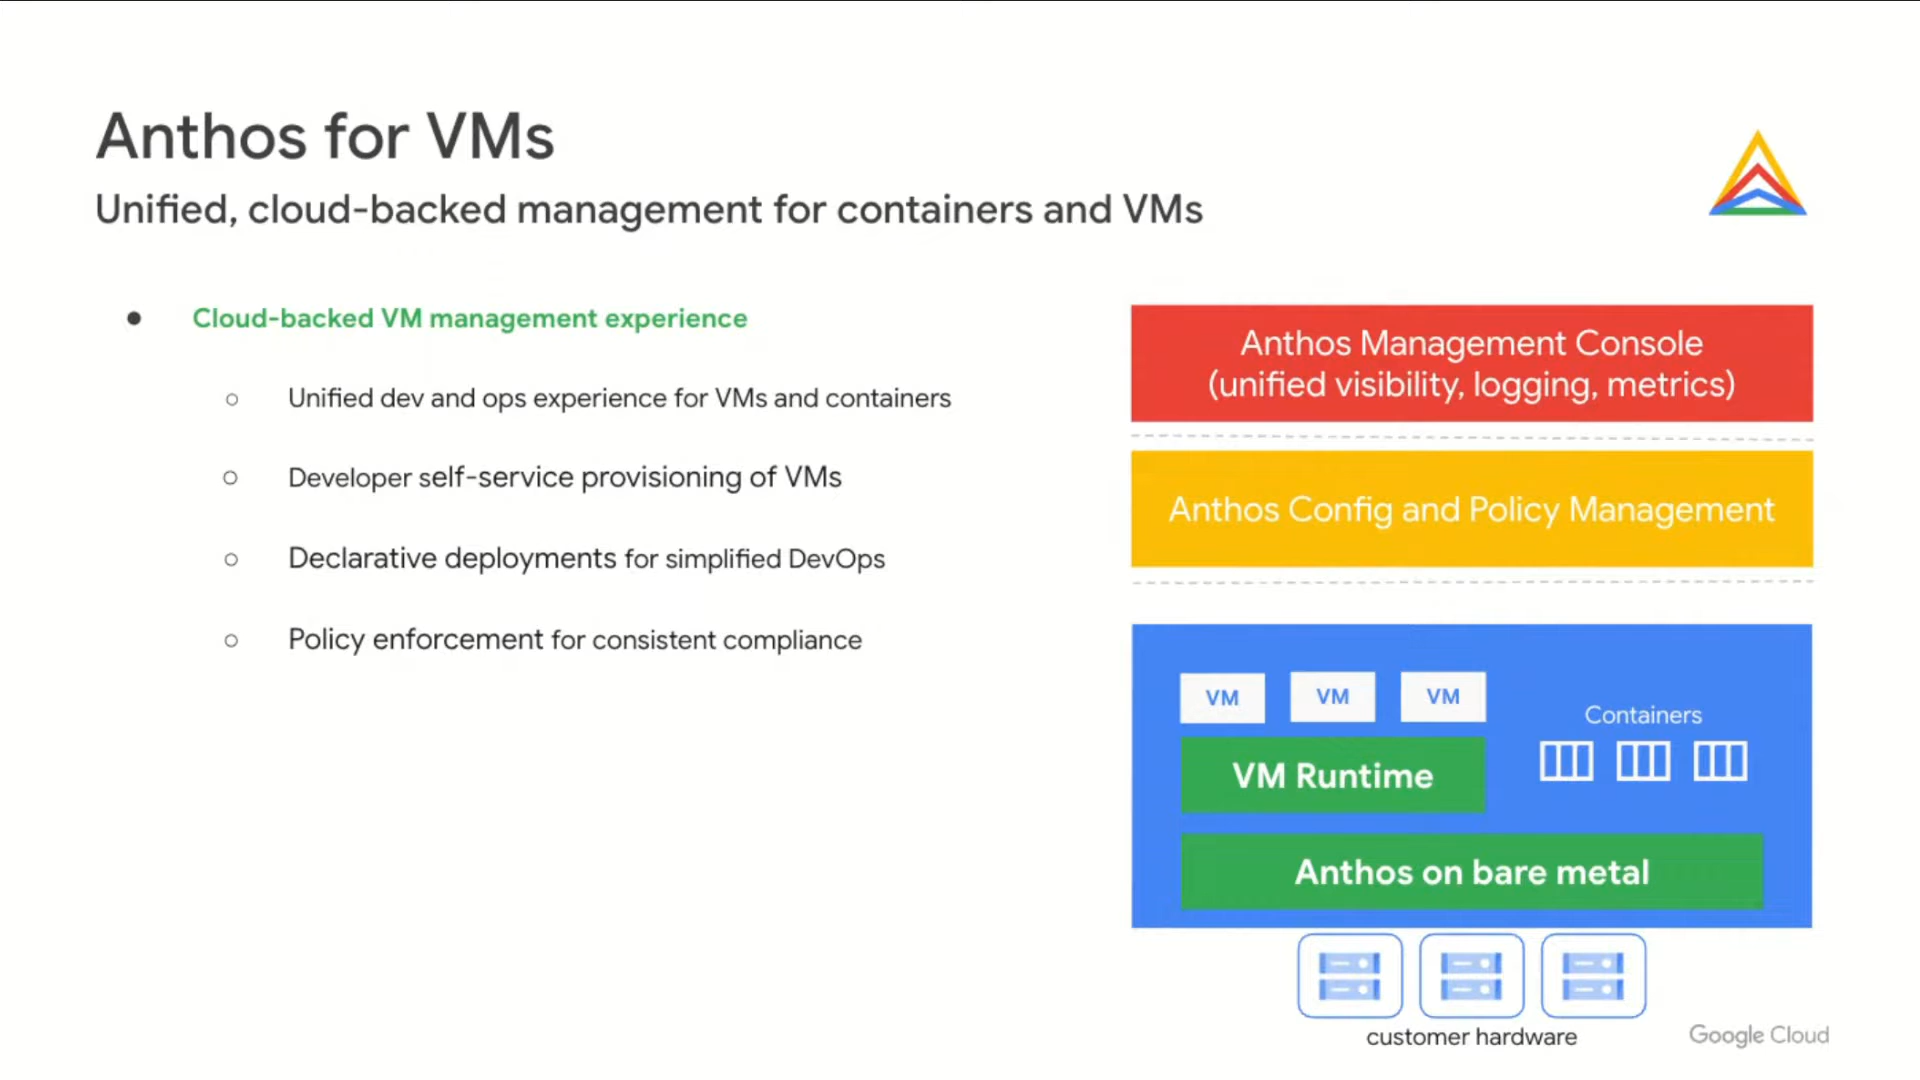 Anthos for VMs
Unified, cloud-backed management for containers and VMs
Cloud-backed VM management experience
Unified dev and ops experience for VMs and containers
Developer self-service provisioning of VMs
Declarative deployments for simplified DevOps
Policy enforcement for consistent compliance
Anthos Management Console
(unified visibility, logging, metrics)
Anthos Config and Policy Management
VM VM VM
Containers
VM Runtime
Anthos on bare metal
customer hardware
Google Cloud